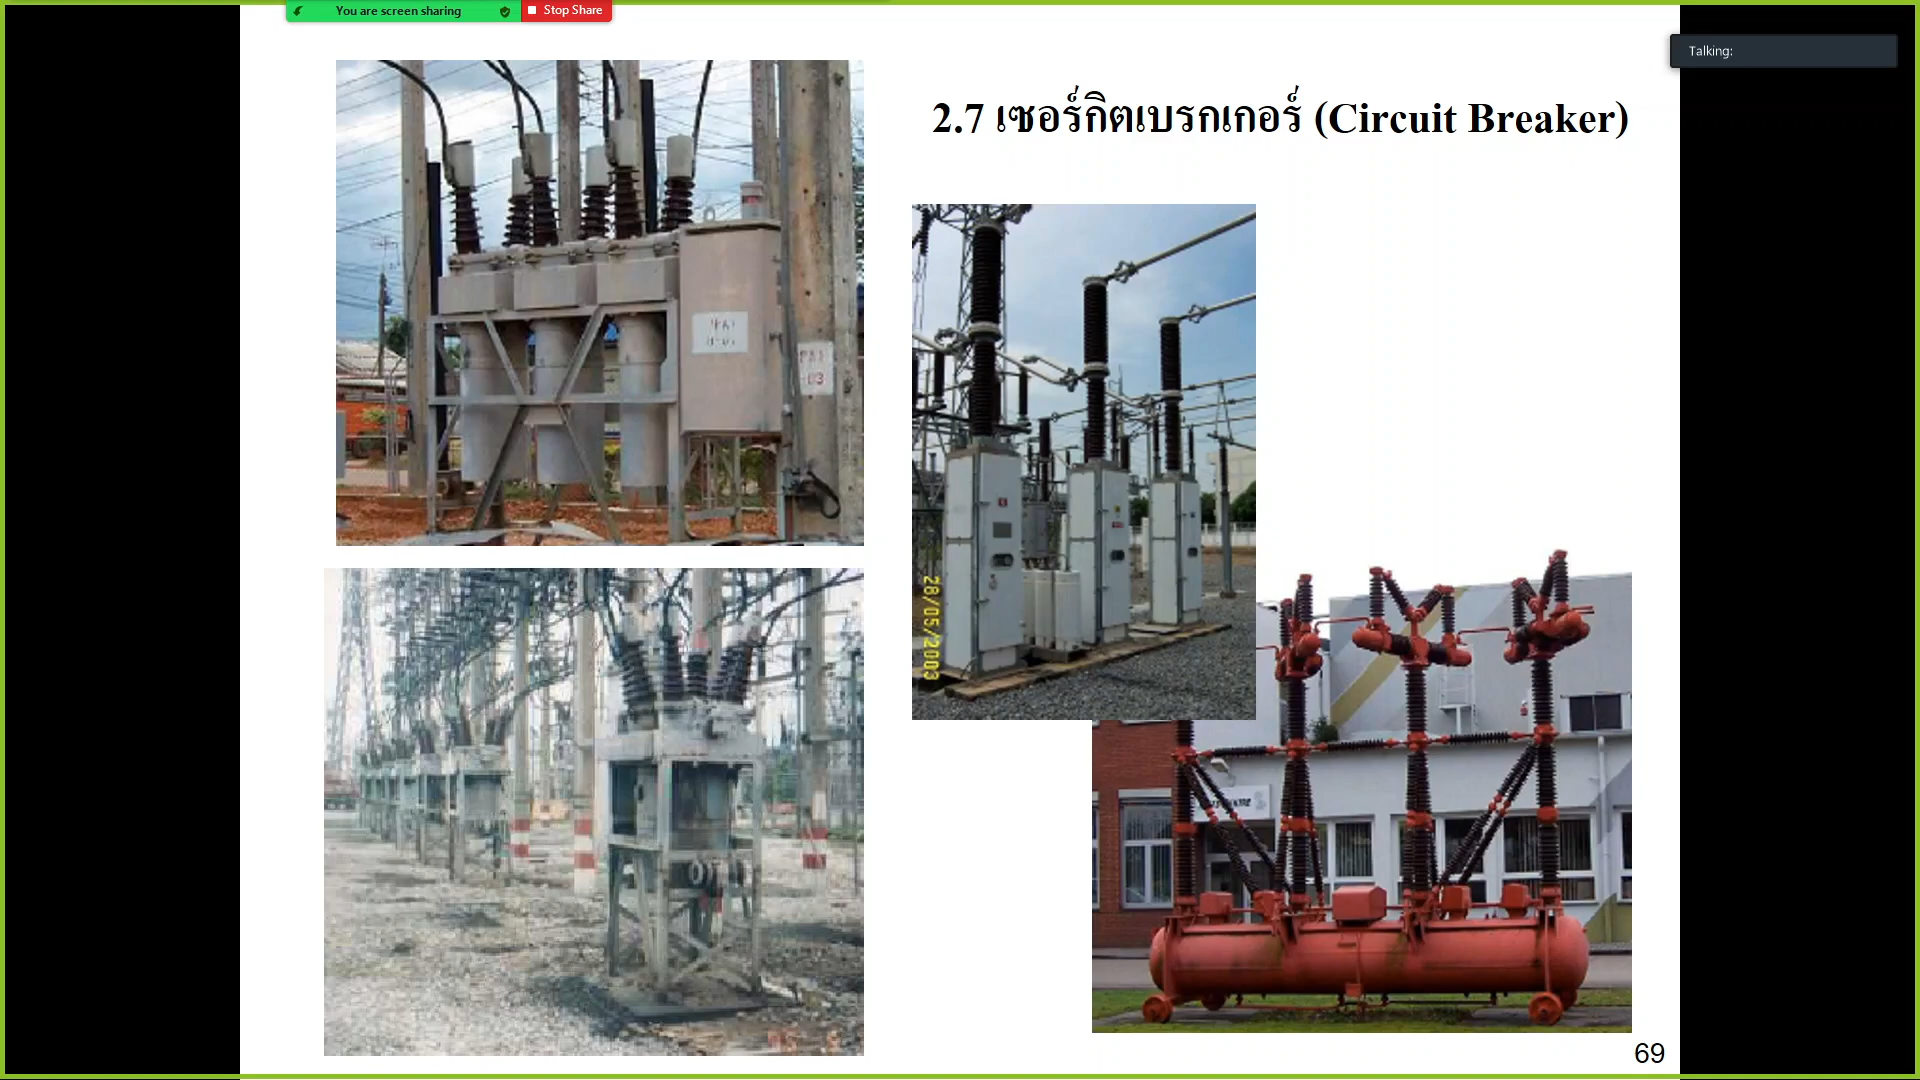 You are screen sharing
Stop Share
Talking:
2.7 เซอร์กิตเบรกเกอร์ (Circuit Breaker)
28/05/2003
69